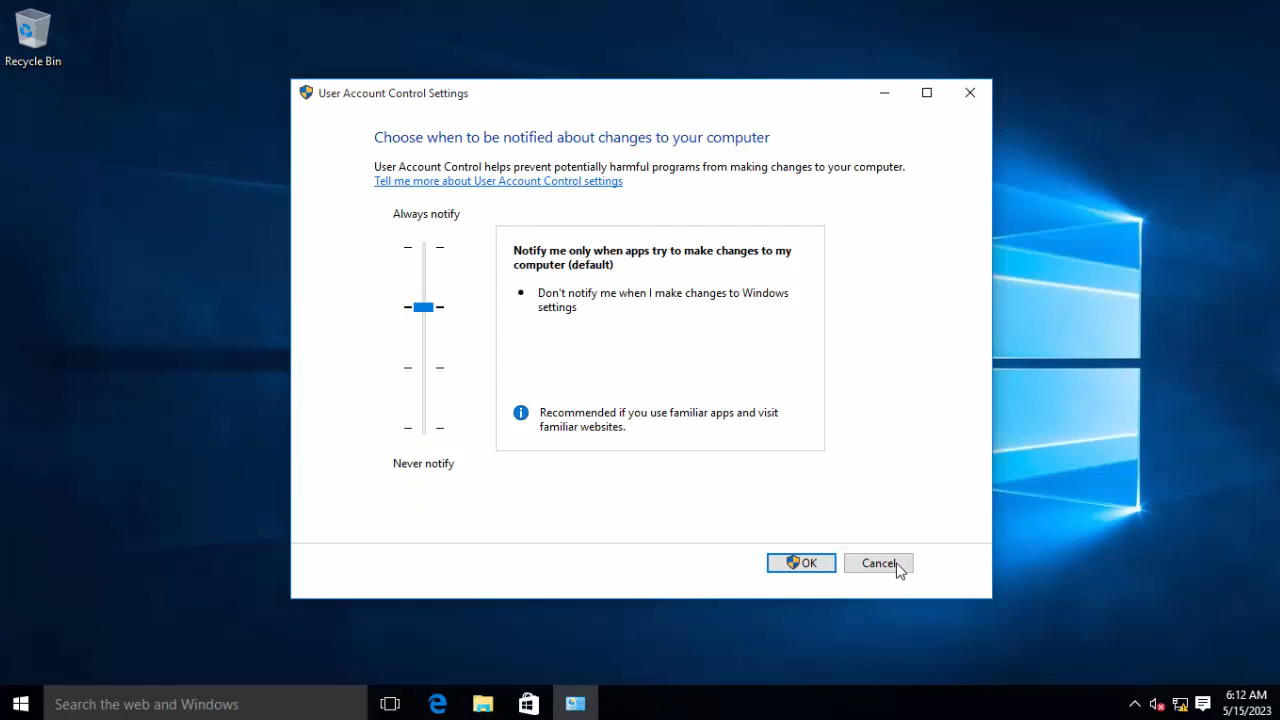 Recycle Bin
User Account Control Settings
Choose when to be notified about changes to your computer
User Account Control helps prevent potentially harmful programs from making changes to your computer.
Tell me more about User Account Control settings
Always notify
Notify me only when apps try to make changes to my
computer (default)
Don't notify me when I make changes to Windows
settings
Recommended if you use familiar apps and visit
familiar websites.
Never notify
OK
Cancel
Search the web and Windows
6:12 AM
5/15/2023